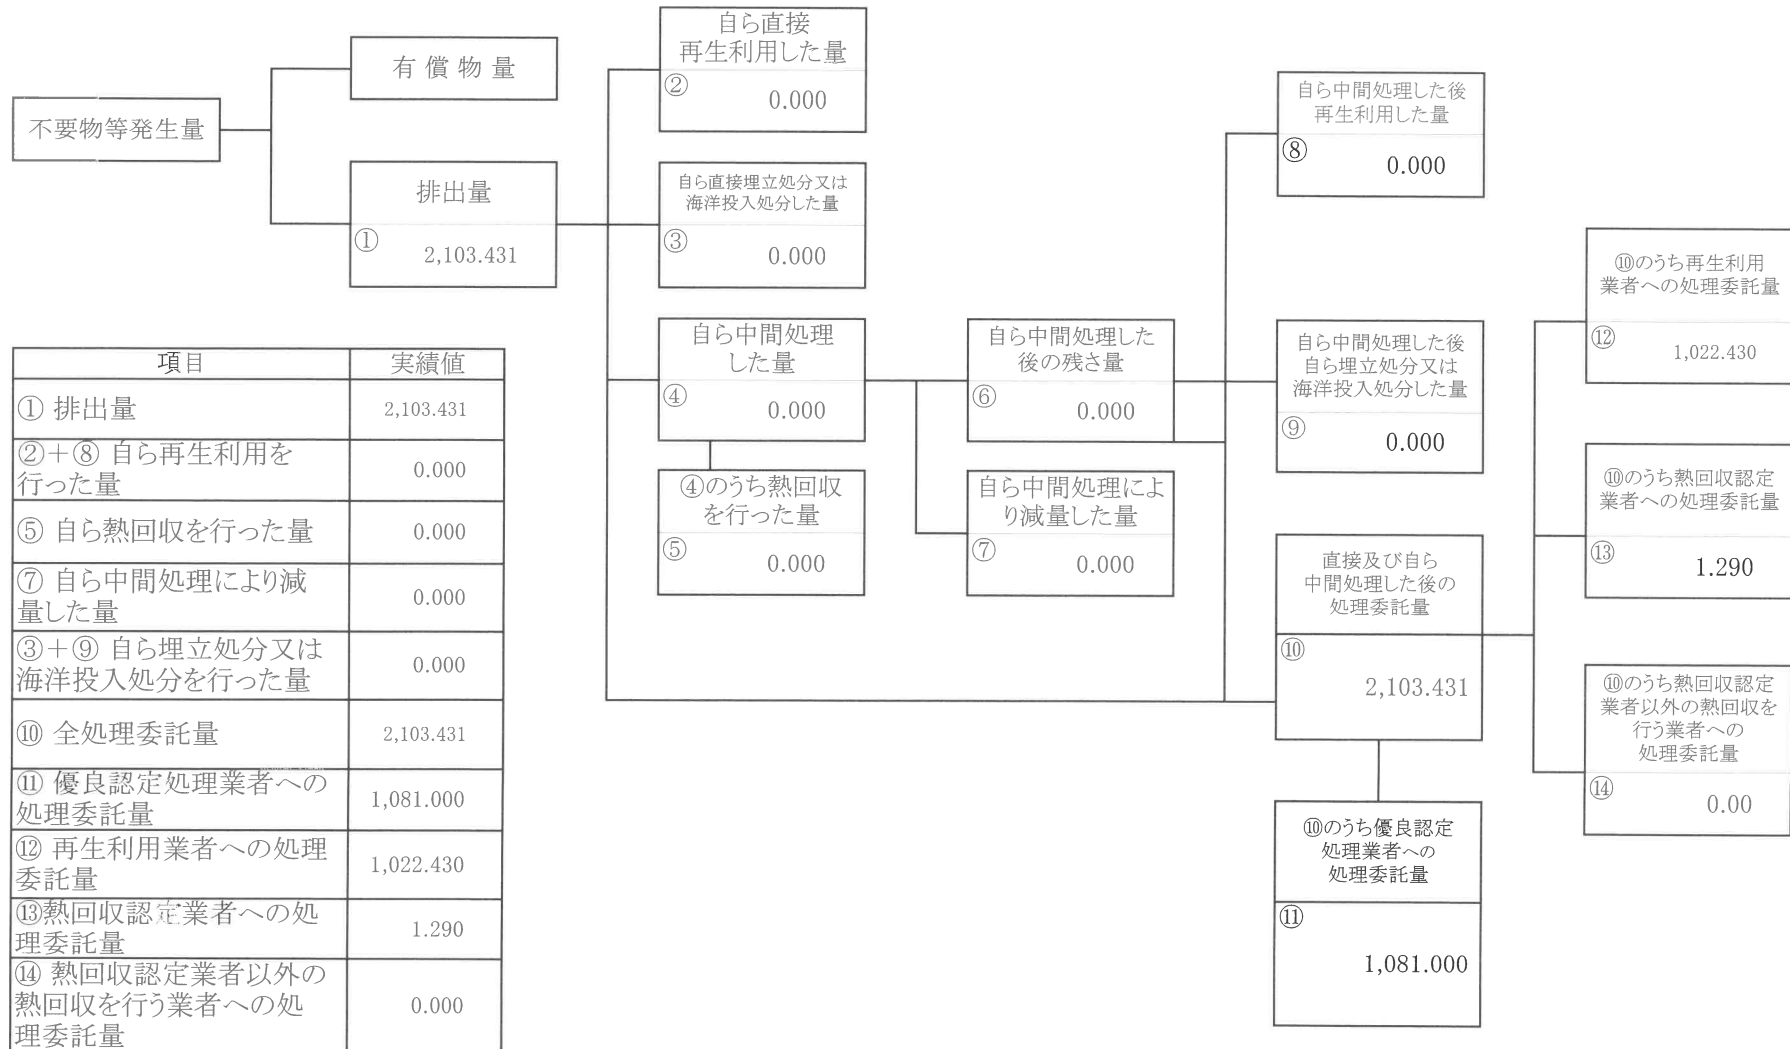 不要物等発生量
有償物量
排出量
①
2,103.431
自ら直接
再生利用した量
②
0.000
自ら直接埋立処分又は
海洋投入処分した量
③
0.000
自ら中間処理
した量
④
0.000
④のうち熱回収
を行った量
⑤
0.000
自ら中間処理した
後の残さ量
⑥
0.000
自ら中間処理によ
り減量した量
⑦
0.000
自ら中間処理した後
再生利用した量
⑧
0.000
自ら中間処理した後
自ら埋立処分又は
海洋投入処分した量
⑨
0.000
直接及び自ら
中間処理した後の
処理委託量
⑩
2,103.431
⑩のうち優良認定
処理業者への
処理委託量
⑪
1,081.000
⑩のうち再生利用
業者への処理委託量
⑫
1,022.430
⑩のうち熱回収認定
業者への処理委託量
⑬
1.290
⑩のうち熱回収認定
業者以外の熱回収を
行う業者への
処理委託量
⑭
0.00
項目 実績値
① 排出量 2,103.431
②＋⑧ 自ら再生利用を
行った量 0.000
⑤ 自ら熱回収を行った量 0.000
⑦ 自ら中間処理により減
量した量 0.000
③＋⑨ 自ら埋立処分又は
海洋投入処分を行った量 0.000
⑩ 全処理委託量 2,103.431
⑪ 優良認定処理業者への
処理委託量 1,081.000
⑫ 再生利用業者への処理
委託量 1,022.430
⑬熱回収認定業者への処
理委託量 1.290
⑭ 熱回収認定業者以外の
熱回収を行う業者への処
理委託量 0.000